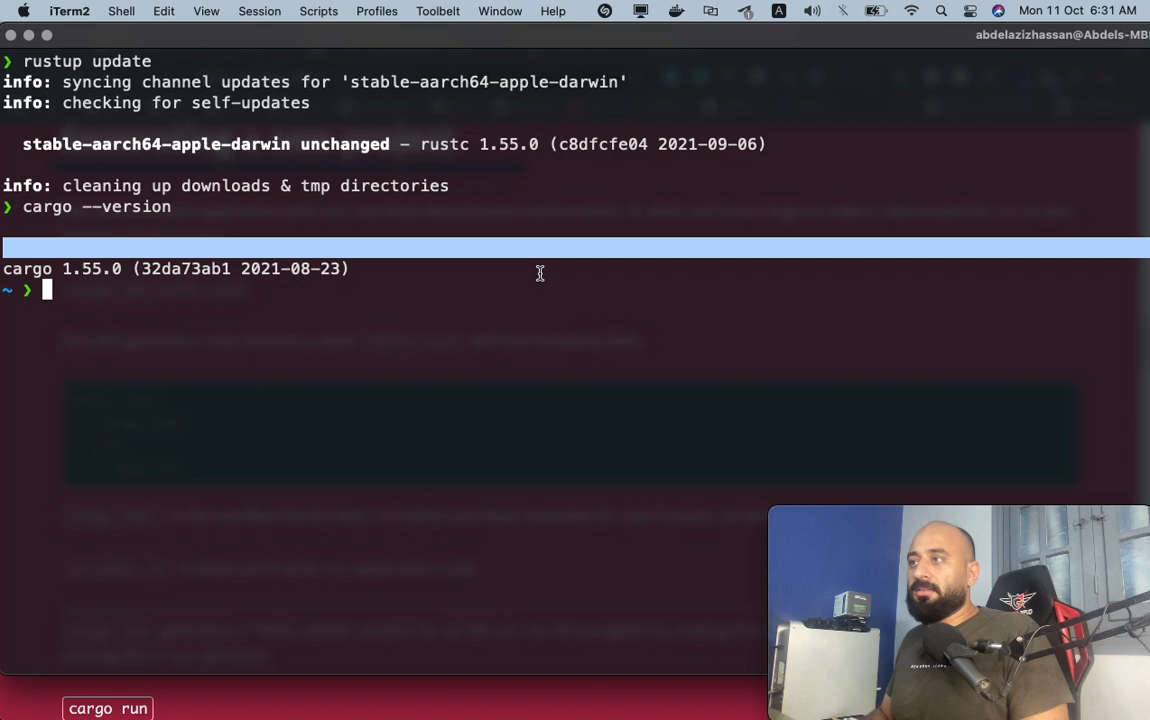 iTerm2 Shell Edit View Session Scripts Profiles Toolbelt Window Help A Mon 11 Oct 6:31 AM
abdelazizhassan@Abdels-MB
❯ rustup update
info: syncing channel updates for 'stable-aarch64-apple-darwin'
info: checking for self-updates
stable-aarch64-apple-darwin unchanged - rustc 1.55.0 (c8dfcfe04 2021-09-06)
info: cleaning up downloads & tmp directories
❯ cargo --version
cargo 1.55.0 (32da73ab1 2021-08-23)
~ ❯
cargo run